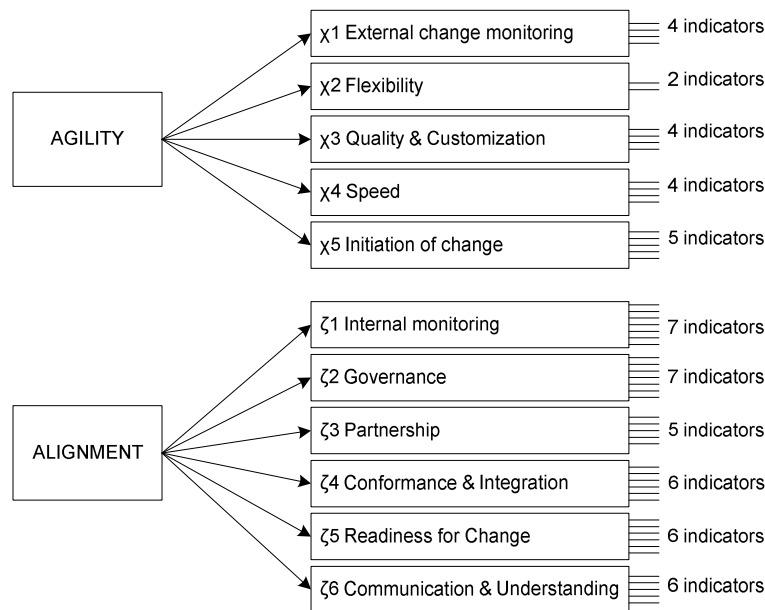 AGILITY
χ1 External change monitoring 4 indicators
χ2 Flexibility 2 indicators
χ3 Quality & Customization 4 indicators
χ4 Speed 4 indicators
χ5 Initiation of change 5 indicators
ALIGNMENT
ζ1 Internal monitoring 7 indicators
ζ2 Governance 7 indicators
ζ3 Partnership 5 indicators
ζ4 Conformance & Integration 6 indicators
ζ5 Readiness for Change 6 indicators
ζ6 Communication & Understanding 6 indicators